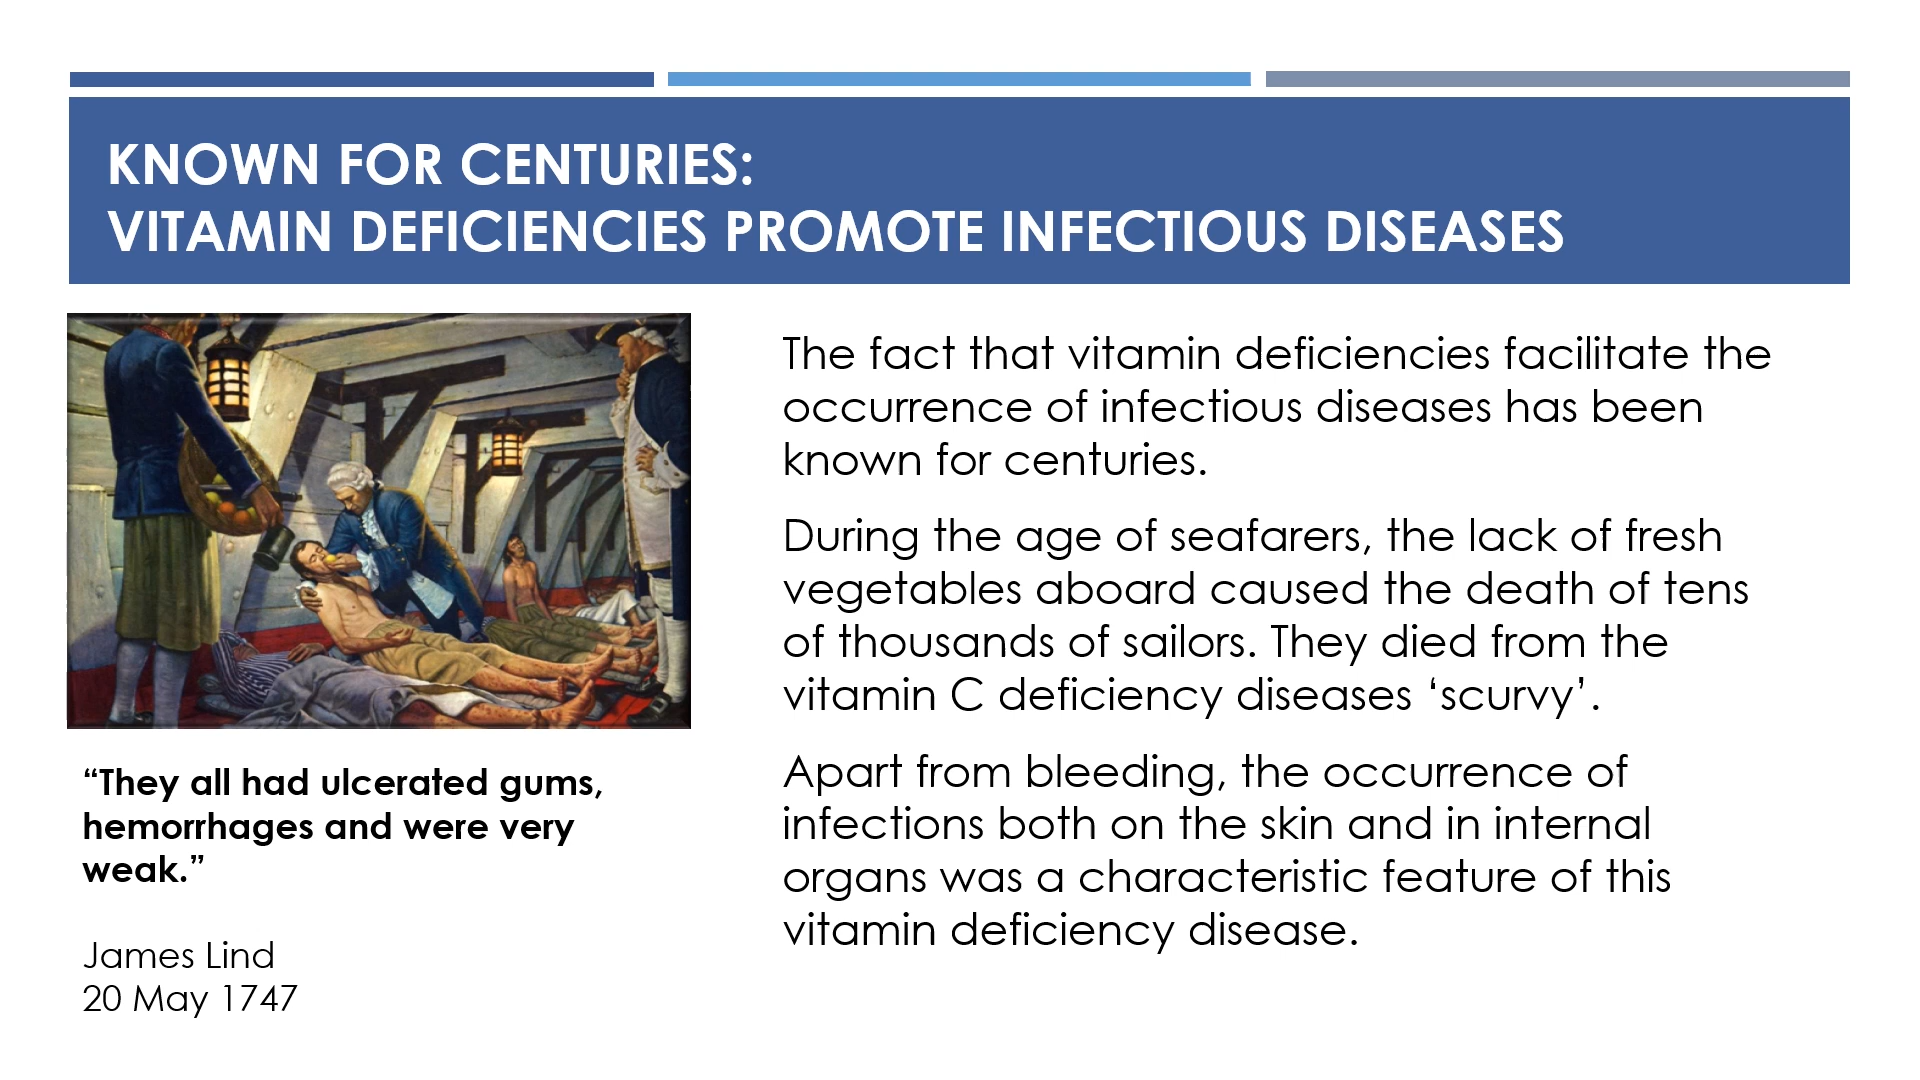 KNOWN FOR CENTURIES:
VITAMIN DEFICIENCIES PROMOTE INFECTIOUS DISEASES
“They all had ulcerated gums,
hemorrhages and were very
weak.”
James Lind
20 May 1747
The fact that vitamin deficiencies facilitate the
occurrence of infectious diseases has been
known for centuries.
During the age of seafarers, the lack of fresh
vegetables aboard caused the death of tens
of thousands of sailors. They died from the
vitamin C deficiency diseases ‘scurvy’.
Apart from bleeding, the occurrence of
infections both on the skin and in internal
organs was a characteristic feature of this
vitamin deficiency disease.